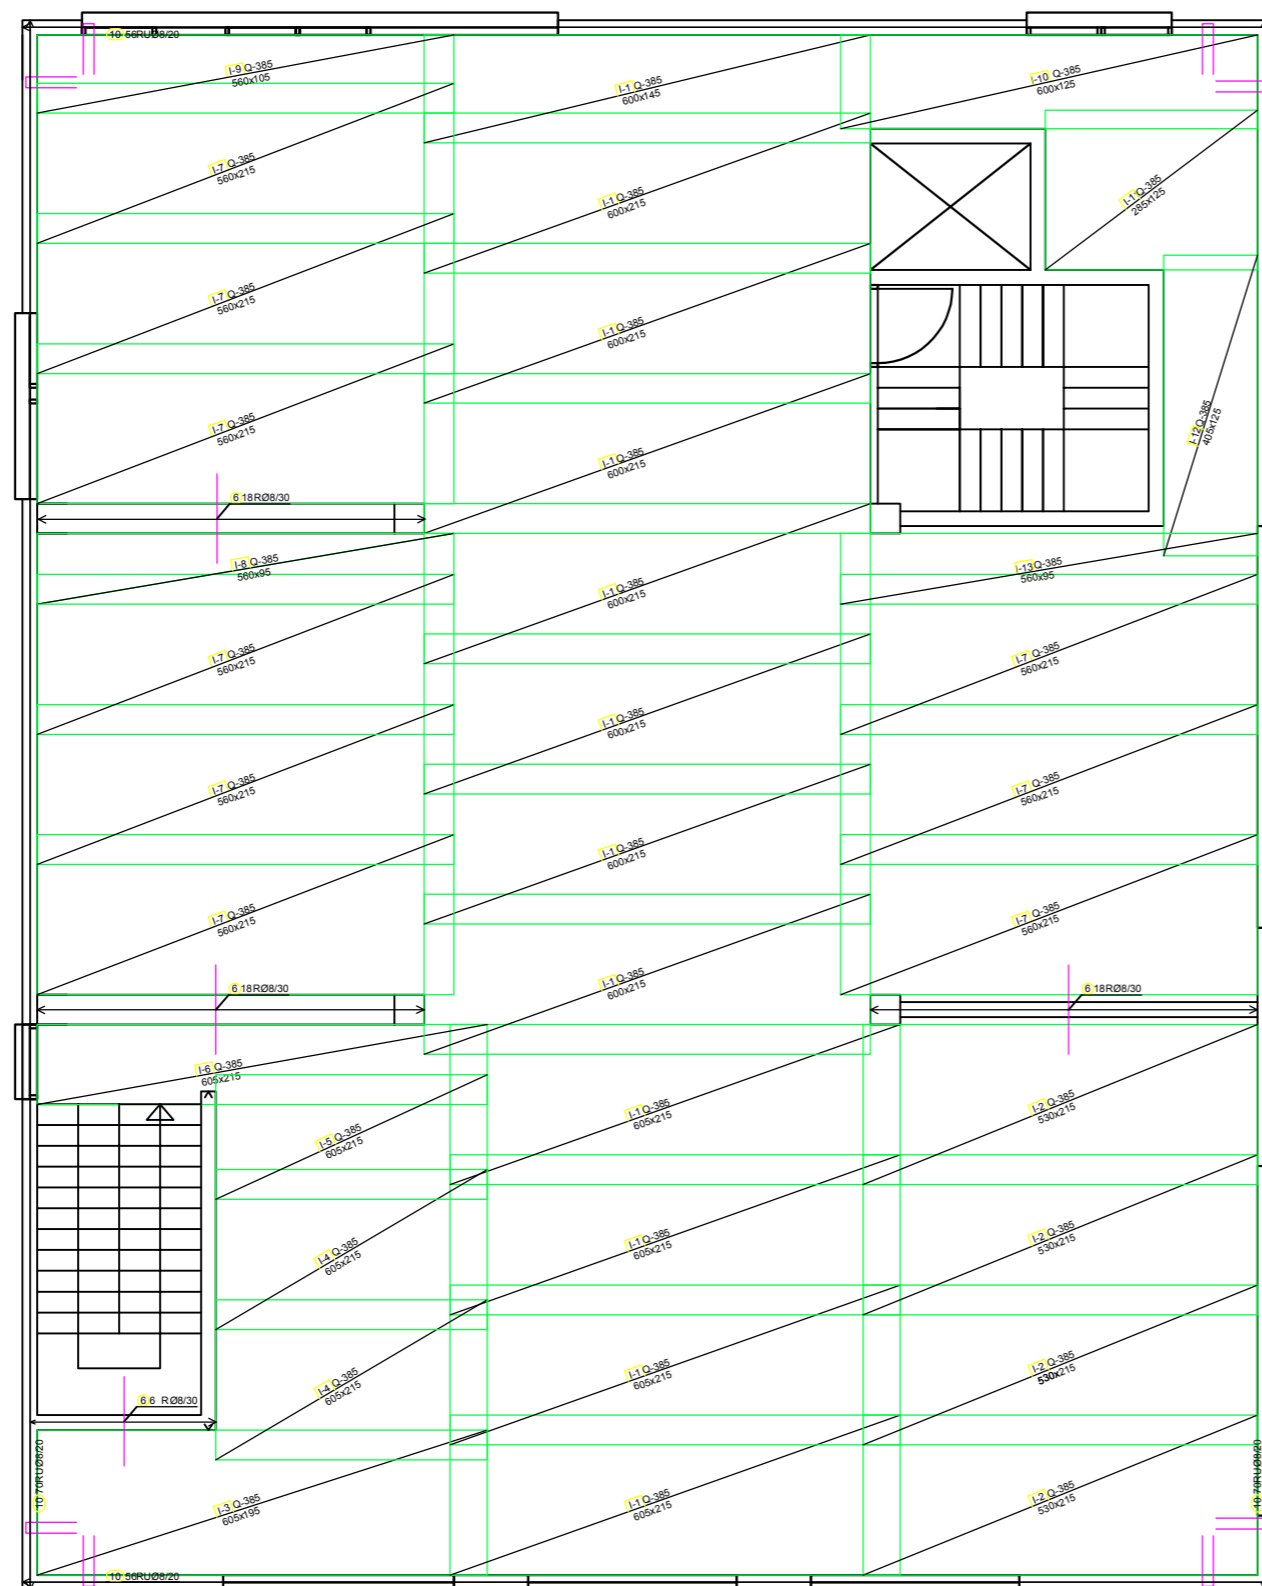 10 56RUØ8/20
I-9 Q-385
560x105
I-1 Q-385
600x145
I-10 Q-385
600x125
I-7 Q-385
560x215
I-1 Q-385
600x215
I-1 Q-385
285x125
I-7 Q-385
560x215
I-1 Q-385
600x215
I-7 Q-385
560x215
I-1 Q-385
600x215
I-12 Q-385
405x125
6 18RØ8/30
I-8 Q-385
560x95
I-1 Q-385
600x215
I-13 Q-385
560x95
I-7 Q-385
560x215
I-1 Q-385
600x215
I-7 Q-385
560x215
I-7 Q-385
560x215
I-1 Q-385
600x215
I-7 Q-385
560x215
I-7 Q-385
560x215
I-1 Q-385
600x215
I-7 Q-385
560x215
6 18RØ8/30
6 18RØ8/30
I-6 Q-385
605x215
I-5 Q-385
605x215
I-1 Q-385
605x215
I-2 Q-385
530x215
I-4 Q-385
605x215
I-1 Q-385
605x215
I-2 Q-385
530x215
I-4 Q-385
605x215
I-1 Q-385
605x215
I-2 Q-385
530x215
6 6 RØ8/30
10 70RUØ8/20
I-3 Q-385
605x195
I-1 Q-385
605x215
I-2 Q-385
530x215
10 70RUØ8/20
10 56RUØ8/20